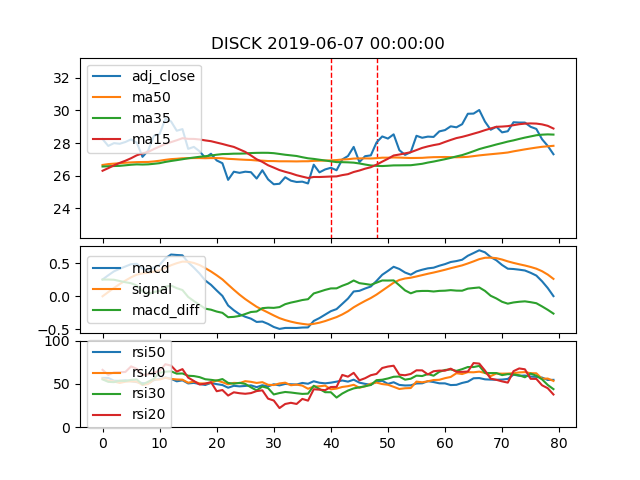 DISCK 2019-06-07 00:00:00
32
30
28
26
24
adj_close
ma50
ma35
ma15
0.5
0.0
−0.5
macd
signal
macd_diff
100
50
0
rsi50
rsi40
rsi30
rsi20
0 10 20 30 40 50 60 70 80